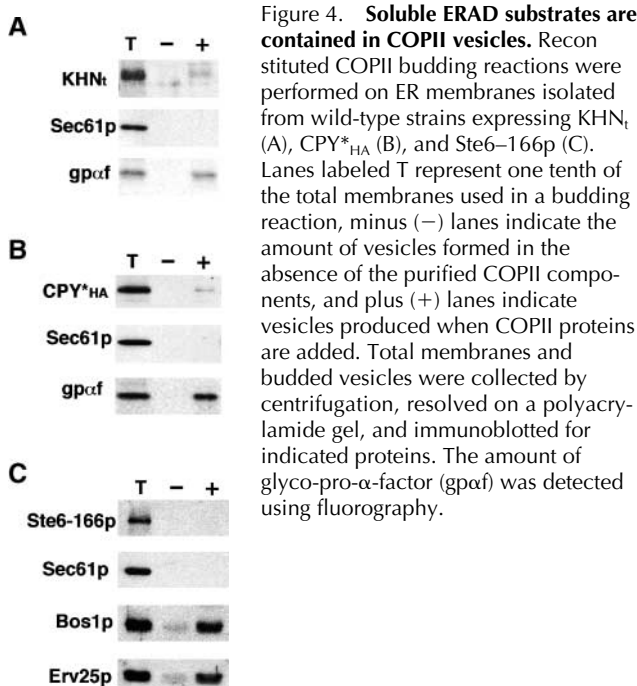 A
T − +
KHNt
Sec61p
gpαf
B
T − +
CPY*HA
Sec61p
gpαf
C
T − +
Ste6-166p
Sec61p
Bos1p
Erv25p
Figure 4. Soluble ERAD substrates are
contained in COPII vesicles. Recon
stituted COPII budding reactions were
performed on ER membranes isolated
from wild-type strains expressing KHNt
(A), CPY*HA (B), and Ste6–166p (C).
Lanes labeled T represent one tenth of
the total membranes used in a budding
reaction, minus (−) lanes indicate the
amount of vesicles formed in the
absence of the purified COPII compo-
nents, and plus (+) lanes indicate
vesicles produced when COPII proteins
are added. Total membranes and
budded vesicles were collected by
centrifugation, resolved on a polyacry-
lamide gel, and immunoblotted for
indicated proteins. The amount of
glyco-pro-α-factor (gpαf) was detected
using fluorography.